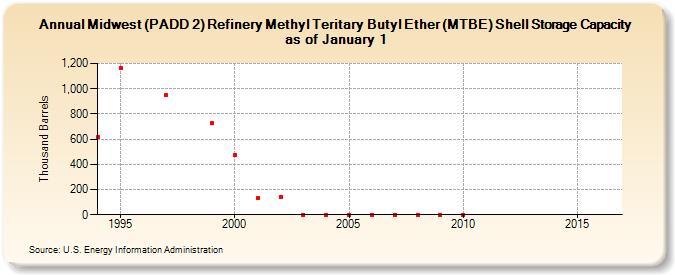 Annual Midwest (PADD 2) Refinery Methyl Teritary Butyl Ether (MTBE) Shell Storage Capacity
as of January 1
Thousand Barrels
1,200
1,000
800
600
400
200
0
1995 2000 2005 2010 2015
Source: U.S. Energy Information Administration